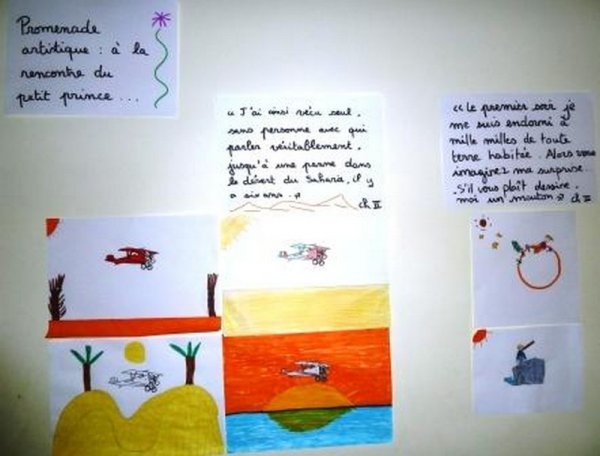 Promenade
artistique : à la
rencontre du
petit prince ...
« J'ai ainsi vécu seul,
sans personne avec qui
parler véritablement,
jusqu'à une panne dans
le désert du Sahara, il y
a six ans. »
ch II
« Le premier soir je
me suis endormi à
mille milles de toute
terre habitée. Alors vous
imaginez ma surprise...
S'il vous plaît dessine.
moi un mouton » ch II